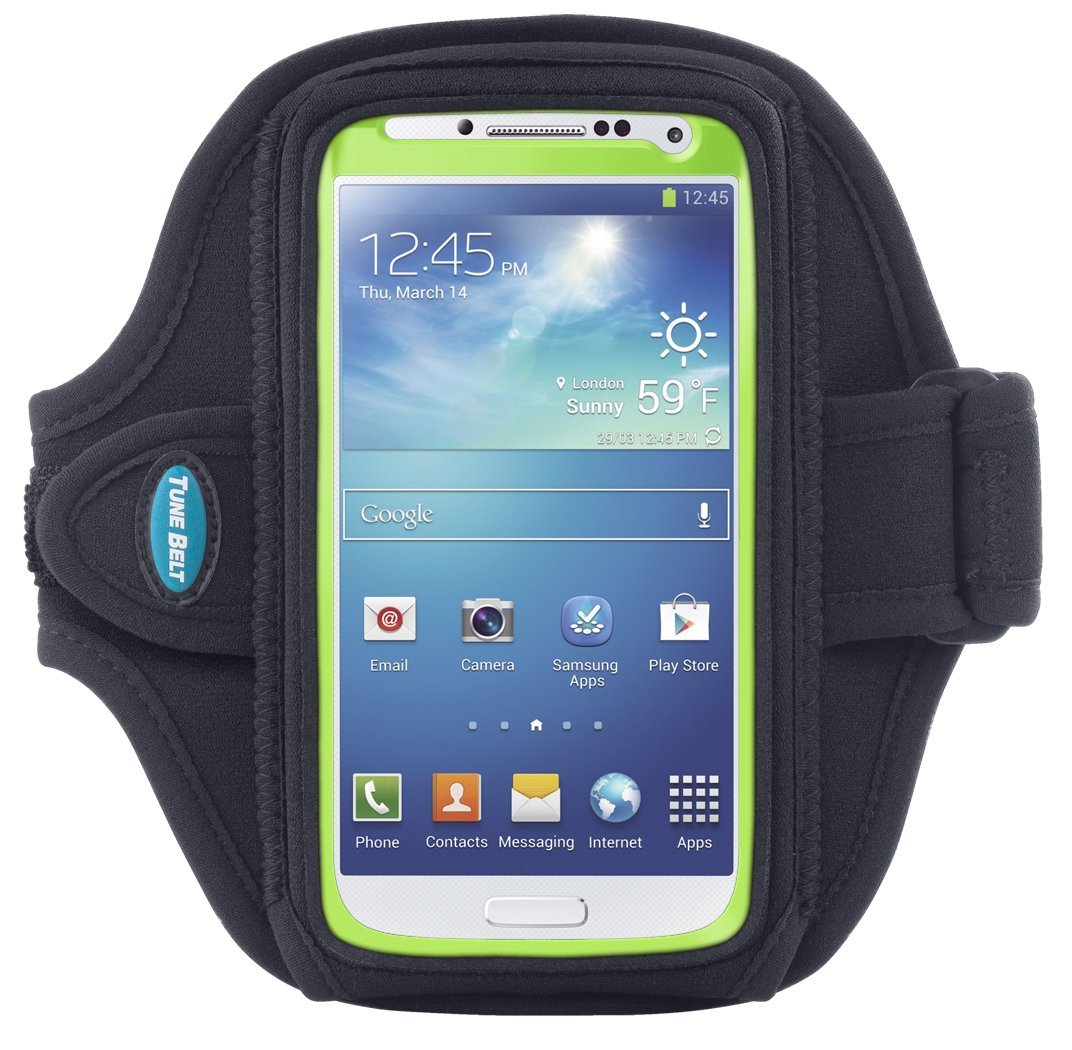 12:45
12:45 PM
Thu, March 14
London
Sunny 59°F
29/03 12:45 PM
TUNE BELT
Google
@
Email
Camera
Samsung
Apps
Play Store
Phone
Contacts
Messaging
Internet
Apps